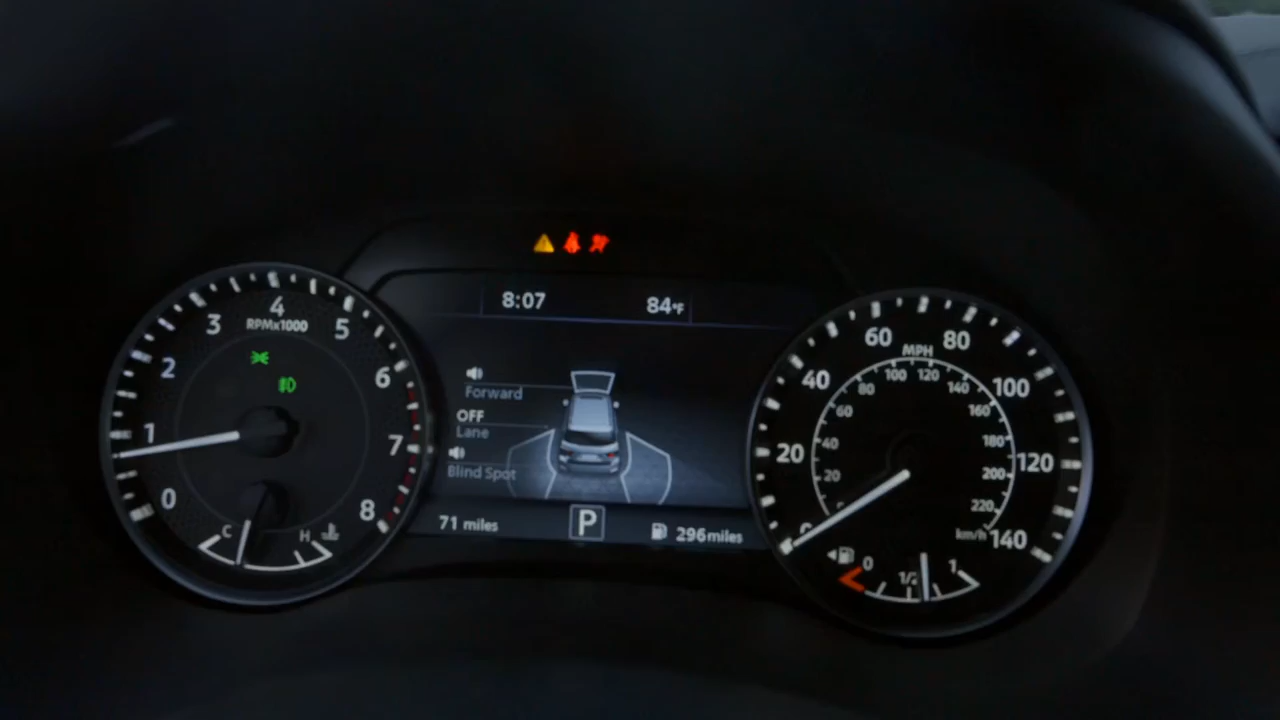 8:07 84°F
0 1 2 3 4 5 6 7 8
RPMx1000
C H
Forward
OFF
Lane
Blind Spot
71 miles P 296miles
0 20 40 60 80 100 120 140
MPH
20 40 60 80 100 120 140 160 180 200 220
km/h
0 1/2 1